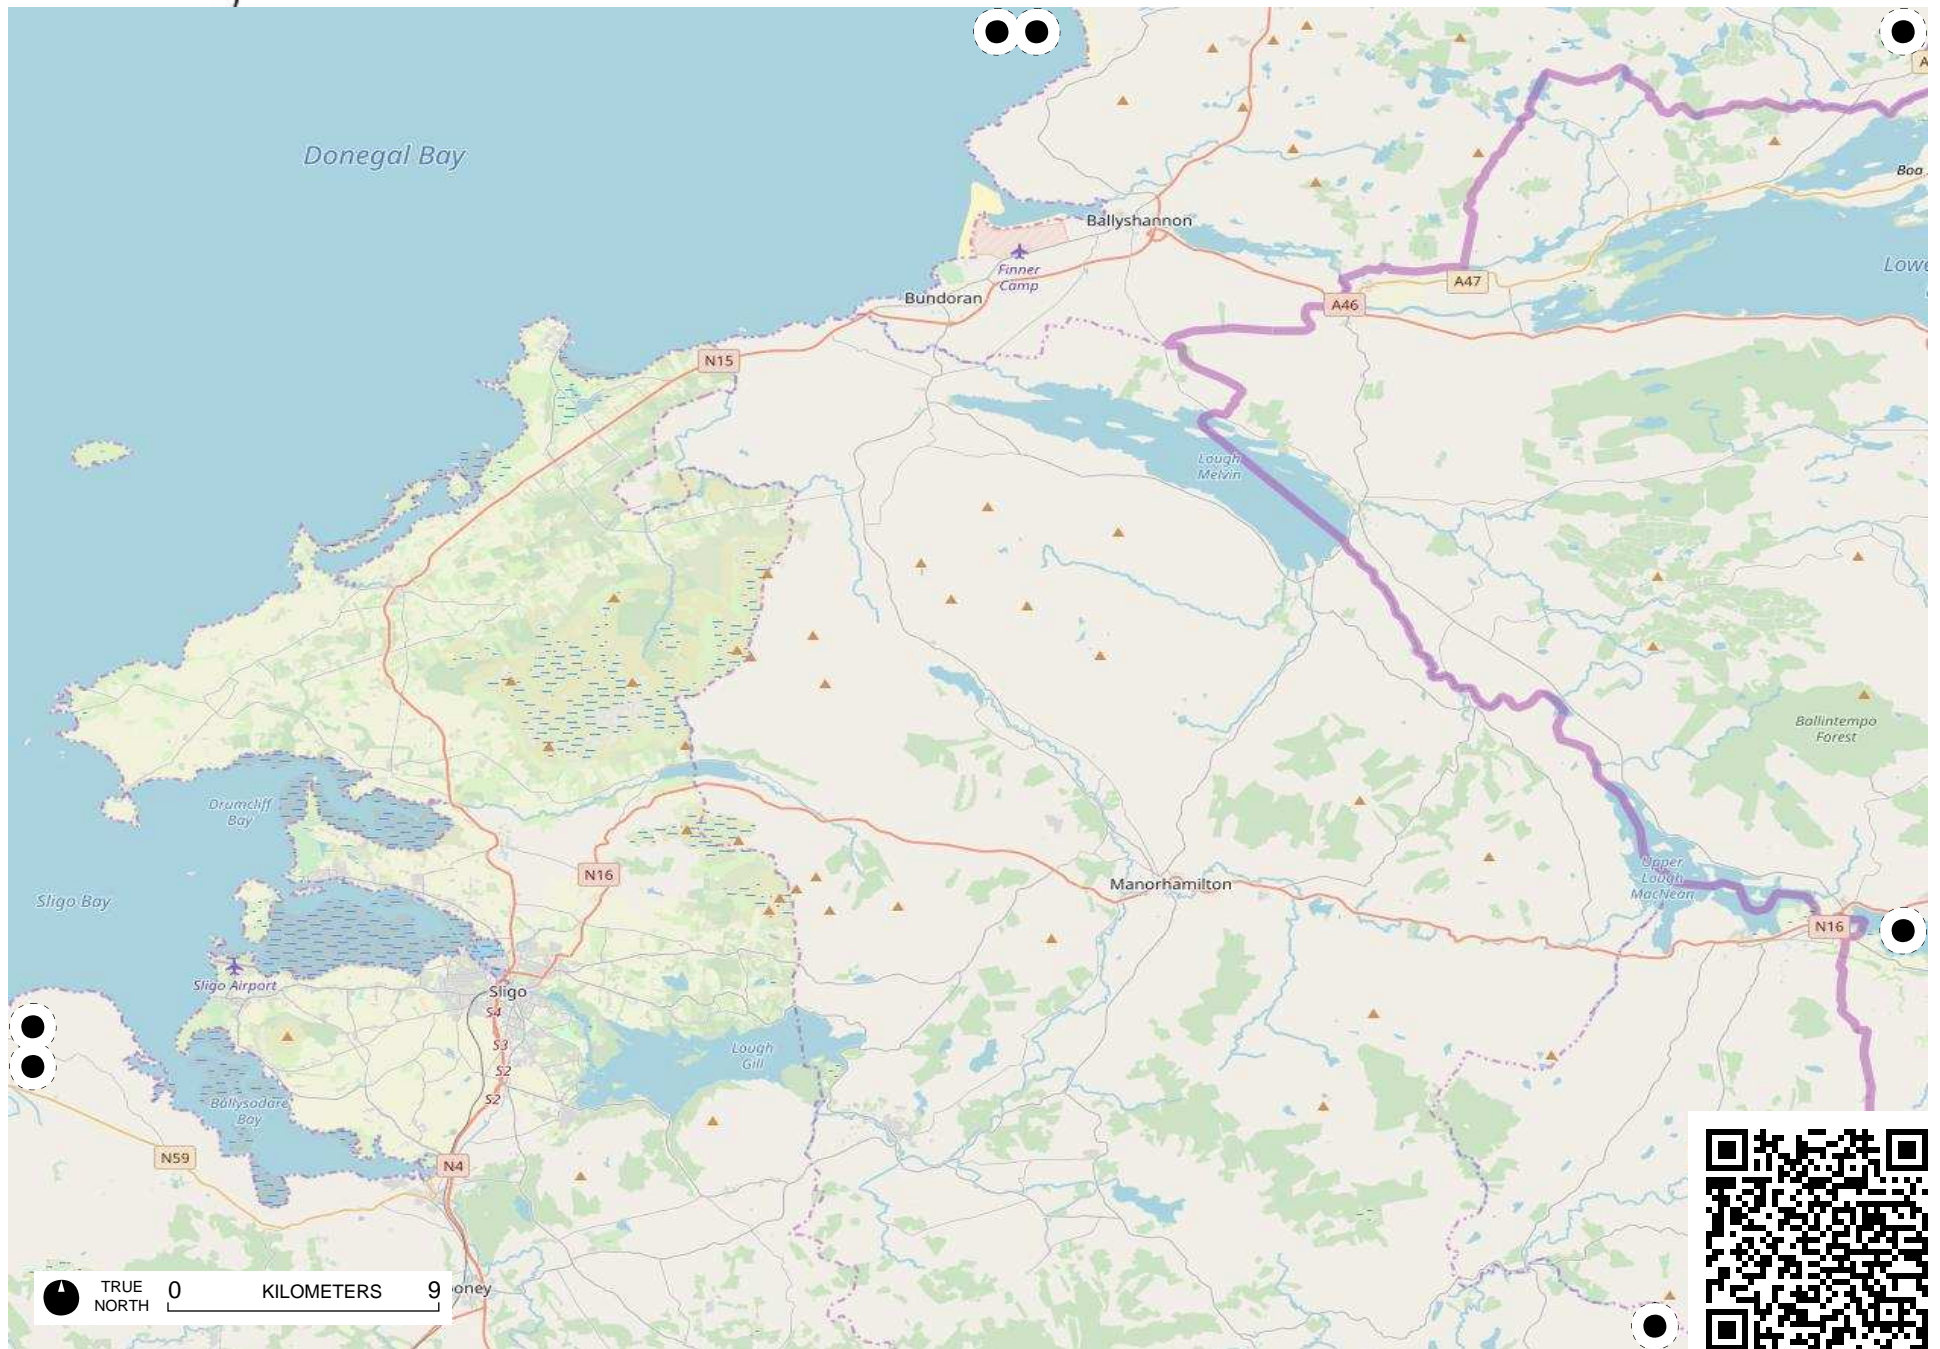 Donegal Bay
Boa
Ballyshannon
Lowe
Finner
Camp
A47
Bundoran
A46
N15
Lough
Melvin
Ballintempo
Forest
Drumcliff
Bay
Upper
Lough
MacNean
N16
Manorhamilton
Sligo Bay
N16
Sligo Airport
Sligo
S4
S3
Lough
Gill
S2
S2
Ballysadare
Bay
N59
N4
TRUE
NORTH
0 KILOMETERS 9
oney